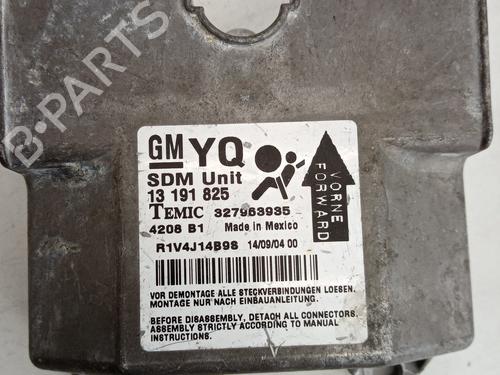 B-PARTS
GM YQ
SDM Unit
13 191 825
TEMIC 327963935
4208 B1 Made in Mexico
R1V4J14B9S 14/09/04 00
VORNE
FORWARD
VOR DEMONTAGE ALLE STECKVERBINDUNGEN LOESEN.
MONTAGE NUR NACH EINBAUANLEITUNG.
BEFORE DISASSEMBLY, DETACH ALL CONNECTORS.
ASSEMBLY STRICTLY ACCORDING TO MANUAL
INSTRUCTIONS.